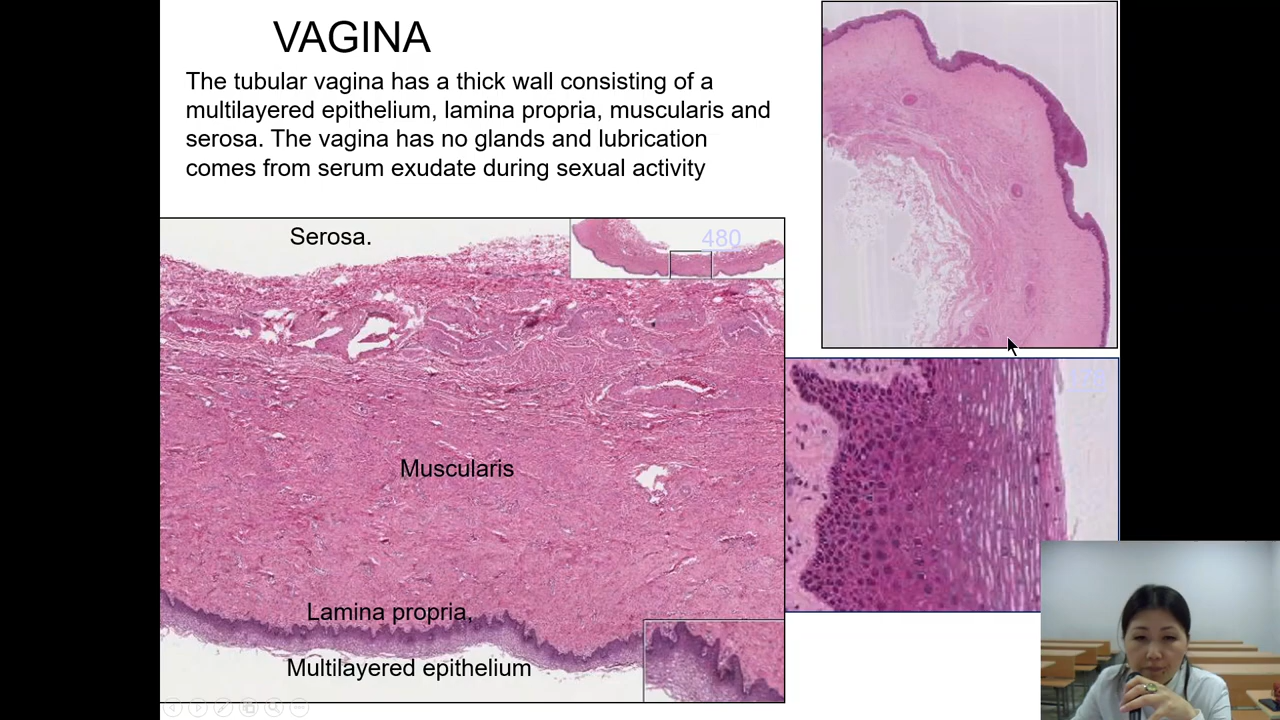 VAGINA
The tubular vagina has a thick wall consisting of a
multilayered epithelium, lamina propria, muscularis and
serosa. The vagina has no glands and lubrication
comes from serum exudate during sexual activity
Serosa.
480
Muscularis
Lamina propria,
Multilayered epithelium